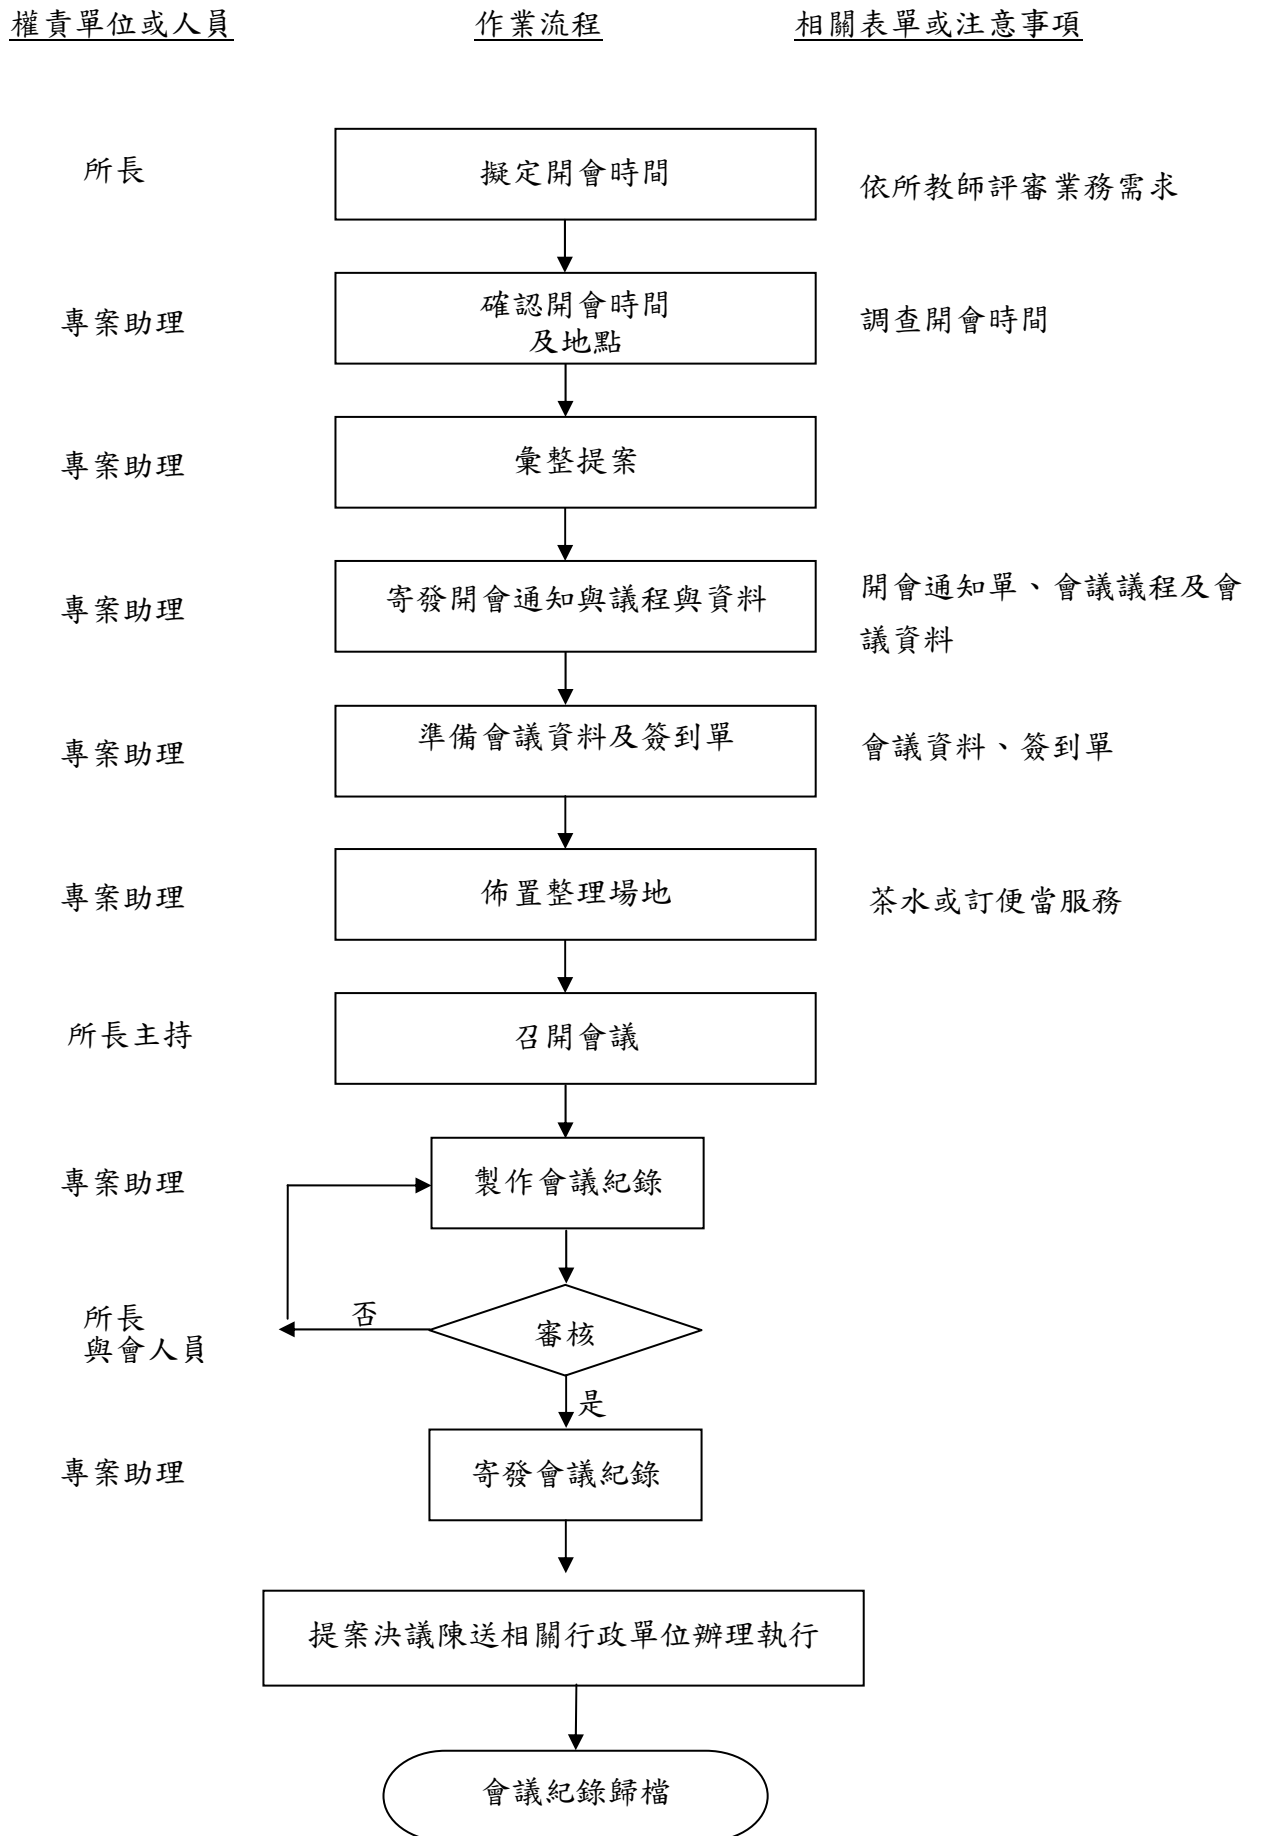 權責單位或人員
作業流程
相關表單或注意事項
所長
擬定開會時間
依所教師評審業務需求
專案助理
確認開會時間
及地點
調查開會時間
專案助理
彙整提案
專案助理
寄發開會通知與議程與資料
開會通知單、會議議程及會
議資料
專案助理
準備會議資料及簽到單
會議資料、簽到單
專案助理
佈置整理場地
茶水或訂便當服務
所長主持
召開會議
專案助理
製作會議紀錄
所長
與會人員
否
審核
是
專案助理
寄發會議紀錄
提案決議陳送相關行政單位辦理執行
會議紀錄歸檔